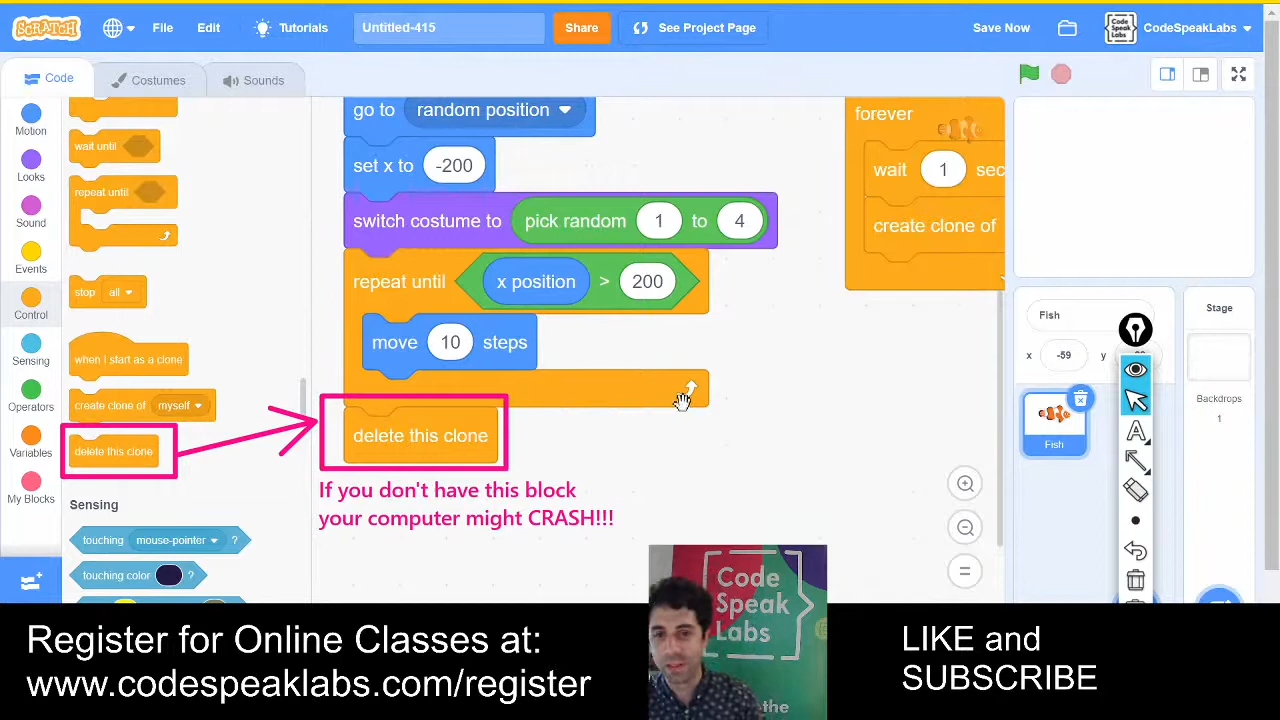 SCRATCH
File
Edit
Tutorials
Untitled-415
Share
See Project Page
Save Now
Code Speak Labs
CodeSpeakLabs
Code
Costumes
Sounds
Motion
Looks
Sound
Events
Control
Sensing
Operators
Variables
My Blocks
wait until
repeat until
stop all
when I start as a clone
create clone of myself
delete this clone
Sensing
touching mouse-pointer ?
touching color ?
go to random position
set x to -200
switch costume to pick random 1 to 4
repeat until x position > 200
move 10 steps
delete this clone
If you don't have this block
your computer might CRASH!!!
forever
wait 1 sec
create clone of
Fish
x -59 y
Fish
Stage
Backdrops
1
A
Code
Speak
Labs
the
Register for Online Classes at:
www.codespeaklabs.com/register
LIKE and
SUBSCRIBE